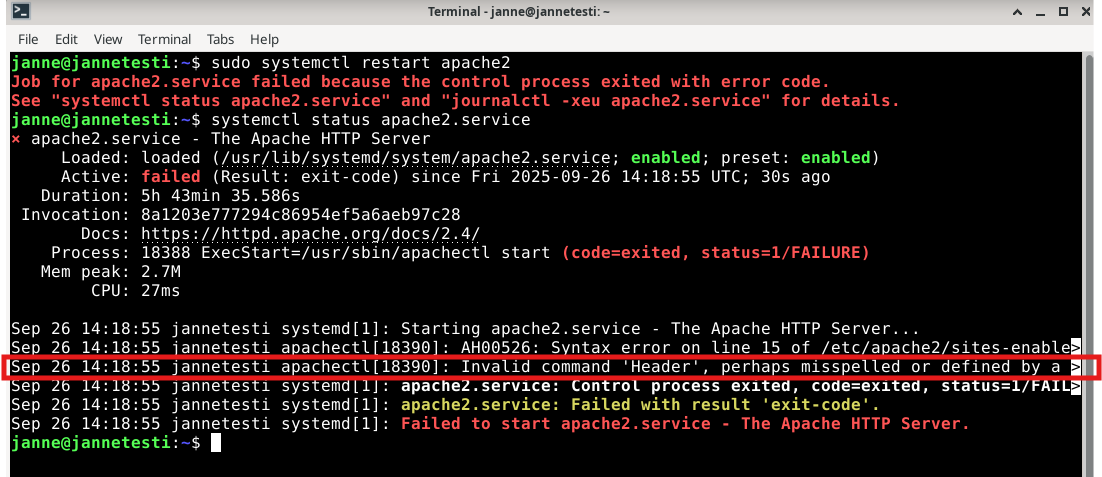 Terminal - janne@jannetesti: ~
File Edit View Terminal Tabs Help
janne@jannetesti:~$ sudo systemctl restart apache2
Job for apache2.service failed because the control process exited with error code.
See "systemctl status apache2.service" and "journalctl -xeu apache2.service" for details.
janne@jannetesti:~$ systemctl status apache2.service
× apache2.service - The Apache HTTP Server
Loaded: loaded (/usr/lib/systemd/system/apache2.service; enabled; preset: enabled)
Active: failed (Result: exit-code) since Fri 2025-09-26 14:18:55 UTC; 30s ago
Duration: 5h 43min 35.586s
Invocation: 8a1203e777294c86954ef5a6aeb97c28
Docs: https://httpd.apache.org/docs/2.4/
Process: 18388 ExecStart=/usr/sbin/apachectl start (code=exited, status=1/FAILURE)
Mem peak: 2.7M
CPU: 27ms
Sep 26 14:18:55 jannetesti systemd[1]: Starting apache2.service - The Apache HTTP Server...
Sep 26 14:18:55 jannetesti apachectl[18390]: AH00526: Syntax error on line 15 of /etc/apache2/sites-enable>
Sep 26 14:18:55 jannetesti apachectl[18390]: Invalid command 'Header', perhaps misspelled or defined by a >
Sep 26 14:18:55 jannetesti systemd[1]: apache2.service: Control process exited, code=exited, status=1/FAIL>
Sep 26 14:18:55 jannetesti systemd[1]: apache2.service: Failed with result 'exit-code'.
Sep 26 14:18:55 jannetesti systemd[1]: Failed to start apache2.service - The Apache HTTP Server.
janne@jannetesti:~$